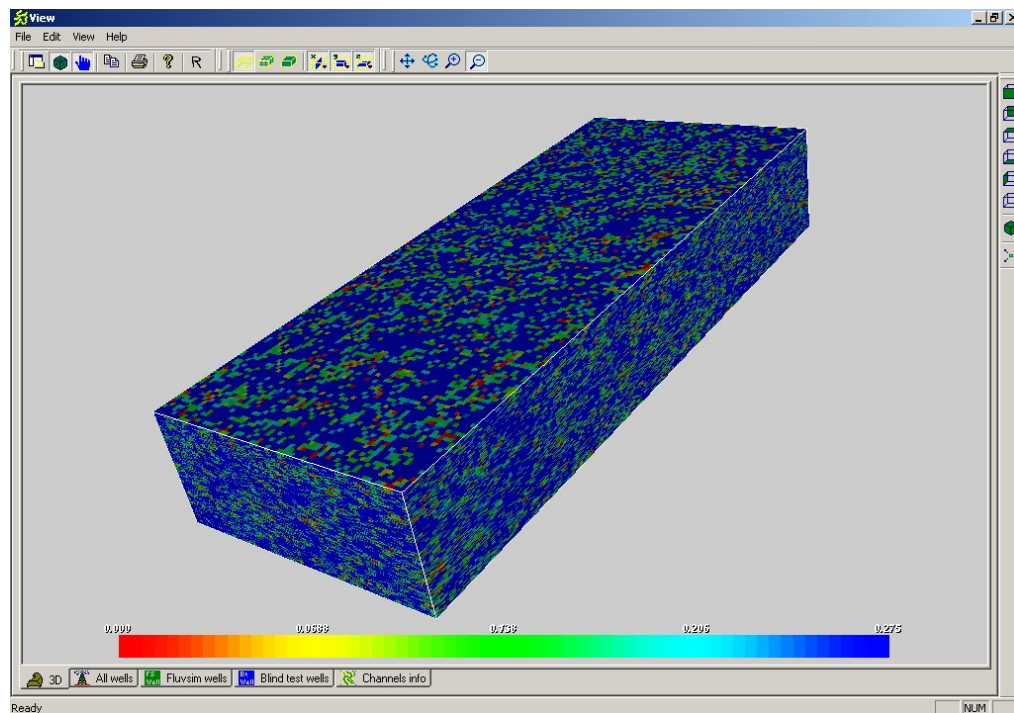 View
File Edit View Help
R
0.000 0.0688 0.138 0.206 0.275
3D All wells Fluvsim wells Blind test wells Channels info
Ready NUM